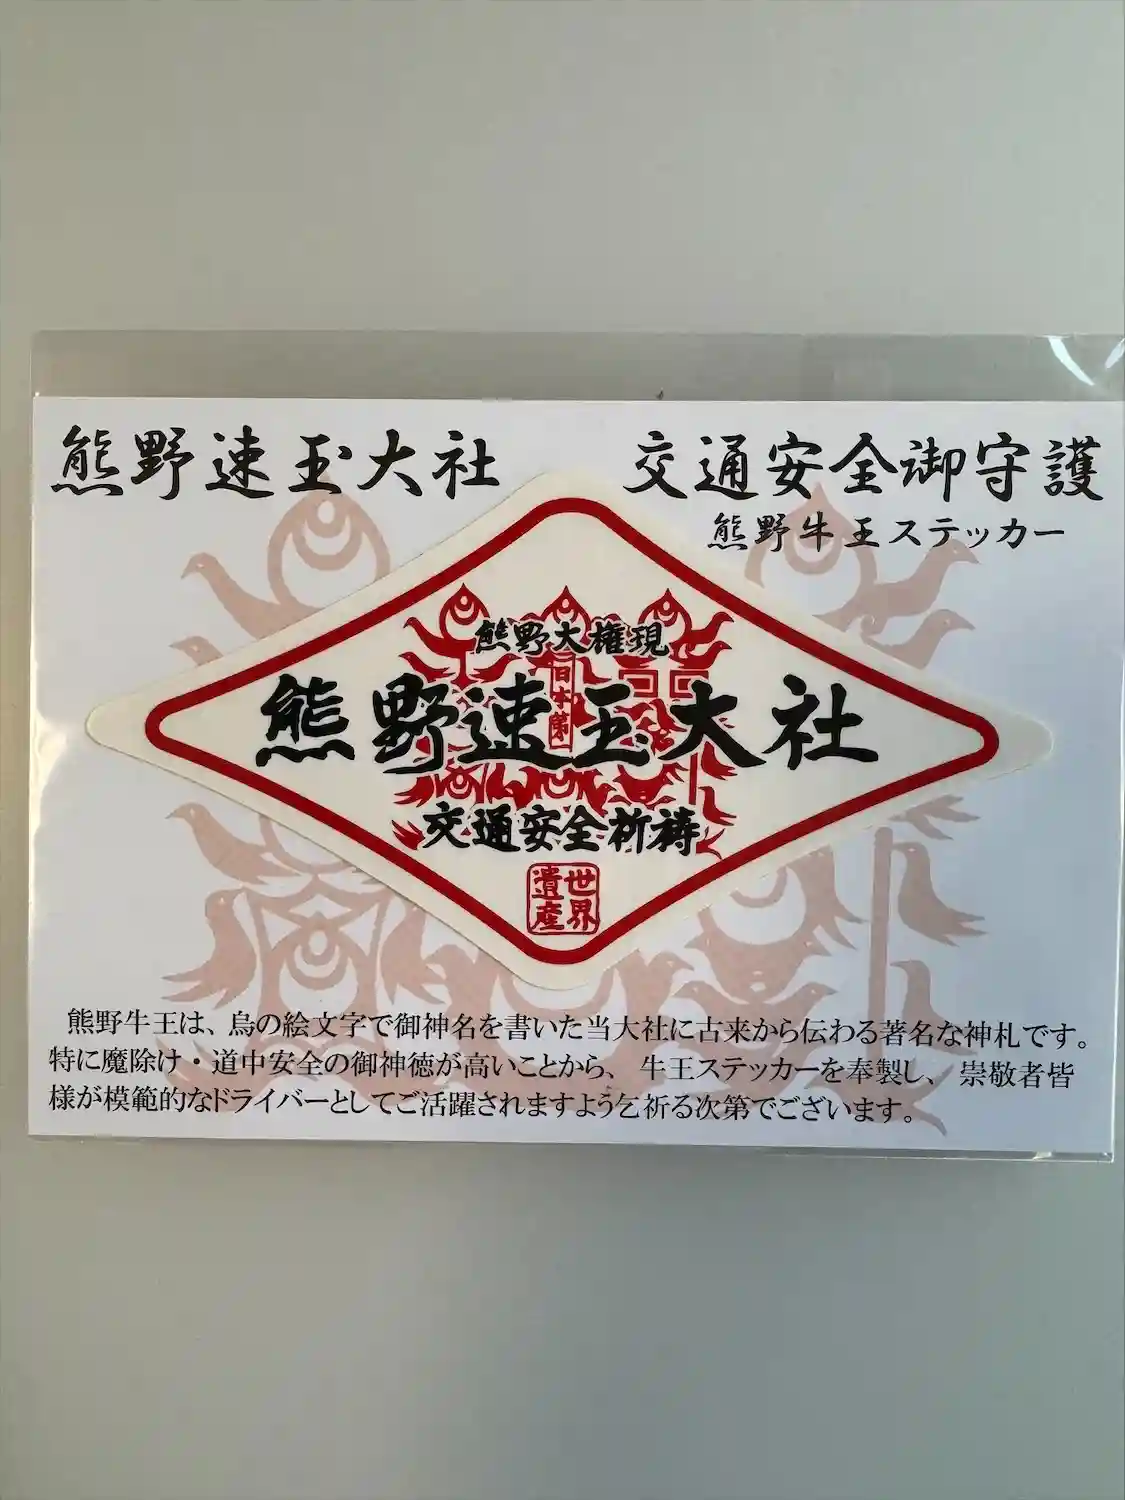 熊野速玉大社
交通安全御守護
熊野牛王ステッカー
熊野大権現
日本第一
熊野速玉大社
交通安全祈祷
世界
遺産
熊野牛王は、烏の絵文字で御神名を書いた当大社に古来から伝わる著名な神札です。
特に魔除け・道中安全の御神徳が高いことから、牛王ステッカーを奉製し、崇敬者皆
様が模範的なドライバーとしてご活躍されますよう乞祈る次第でございます。